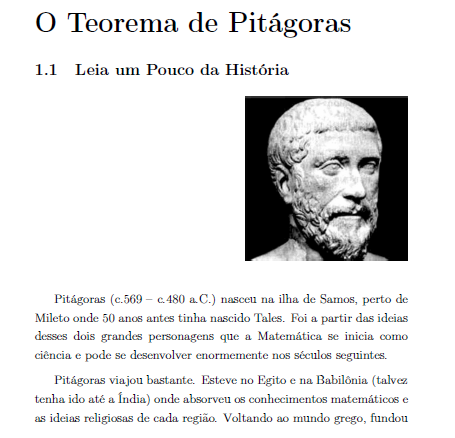 O Teorema de Pitágoras
1.1 Leia um Pouco da História
Pitágoras (c.569 – c.480 a.C.) nasceu na ilha de Samos, perto de
Mileto onde 50 anos antes tinha nascido Tales. Foi a partir das ideias
desses dois grandes personagens que a Matemática se inicia como
ciência e pode se desenvolver enormemente nos séculos seguintes.
Pitágoras viajou bastante. Esteve no Egito e na Babilônia (talvez
tenha ido até a Índia) onde absorveu os conhecimentos matemáticos e
as ideias religiosas de cada região. Voltando ao mundo grego, fundou